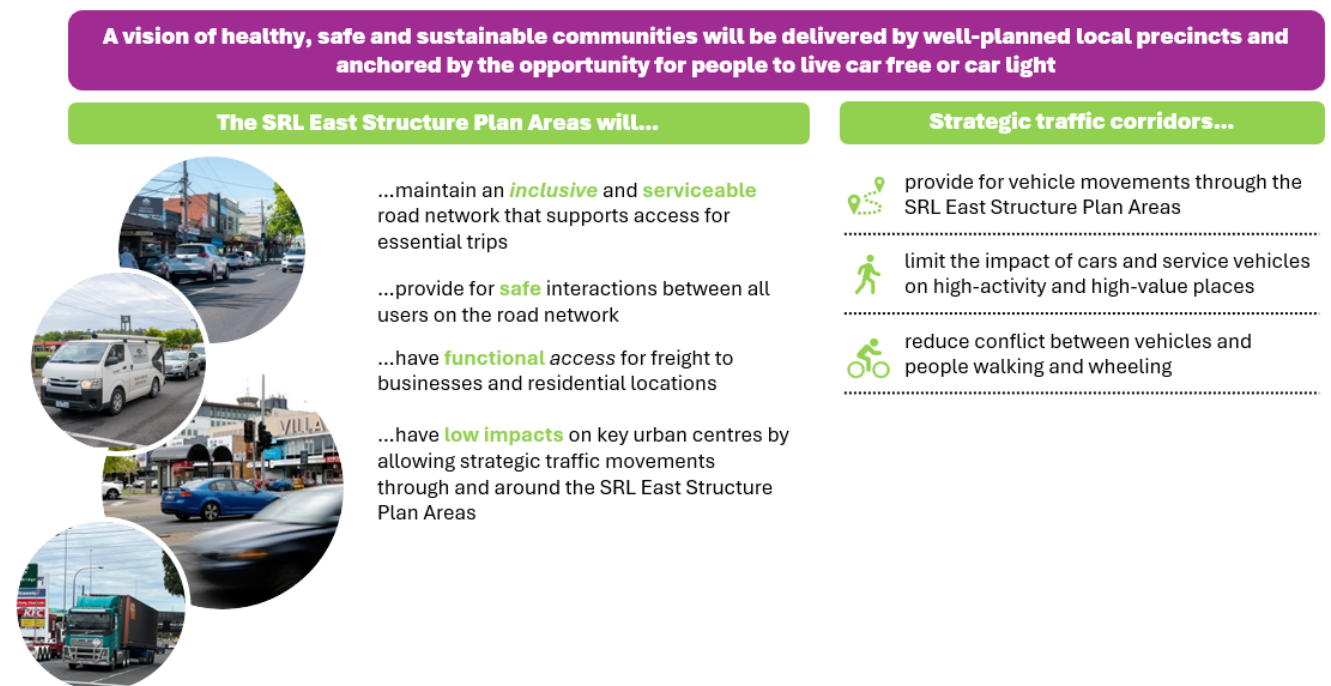 A vision of healthy, safe and sustainable communities will be delivered by well-planned local precincts and
anchored by the opportunity for people to live car free or car light
The SRL East Structure Plan Areas will...
...maintain an inclusive and serviceable
road network that supports access for
essential trips
...provide for safe interactions between all
users on the road network
...have functional access for freight to
businesses and residential locations
...have low impacts on key urban centres by
allowing strategic traffic movements
through and around the SRL East Structure
Plan Areas
VILLA
KFC
Strategic traffic corridors...
provide for vehicle movements through the
SRL East Structure Plan Areas
limit the impact of cars and service vehicles
on high-activity and high-value places
reduce conflict between vehicles and
people walking and wheeling